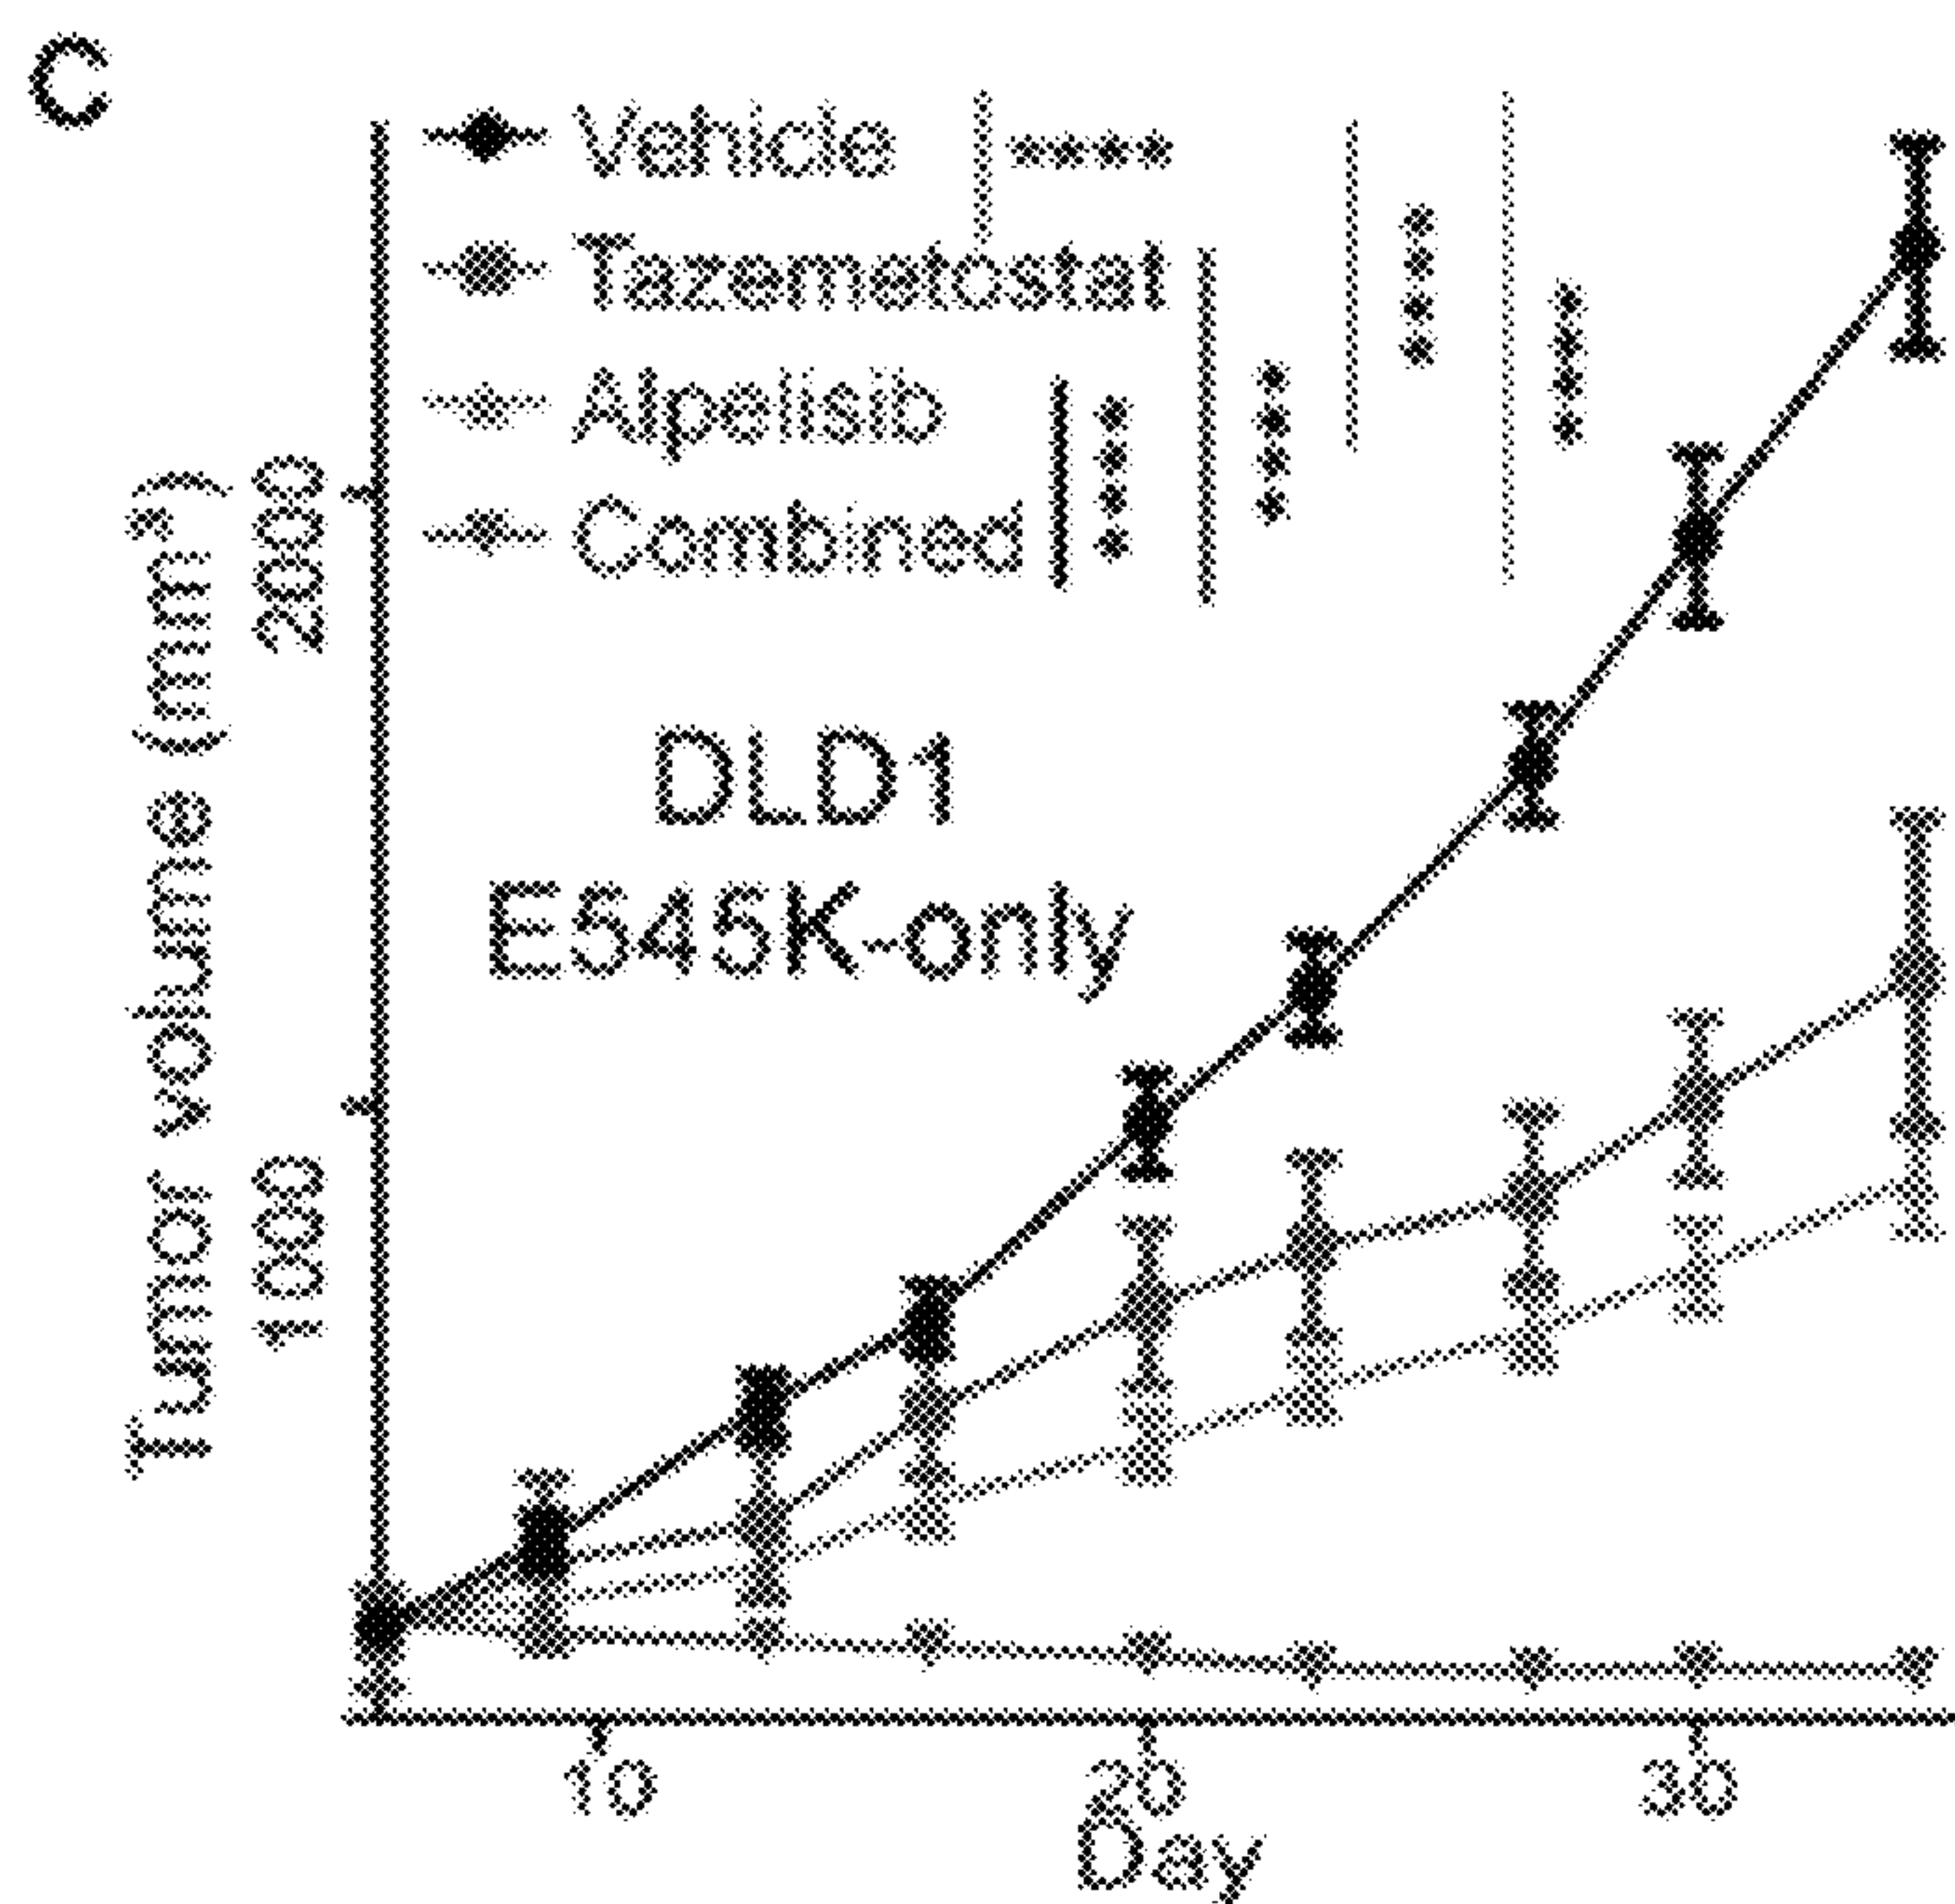 C
Vehicle ****
Tazemetostat
Alpelisib
Combined
****
****
****
****
DLD1
E545K-only
Tumor volume (mm³)
2000
1000
10 20 30
Day